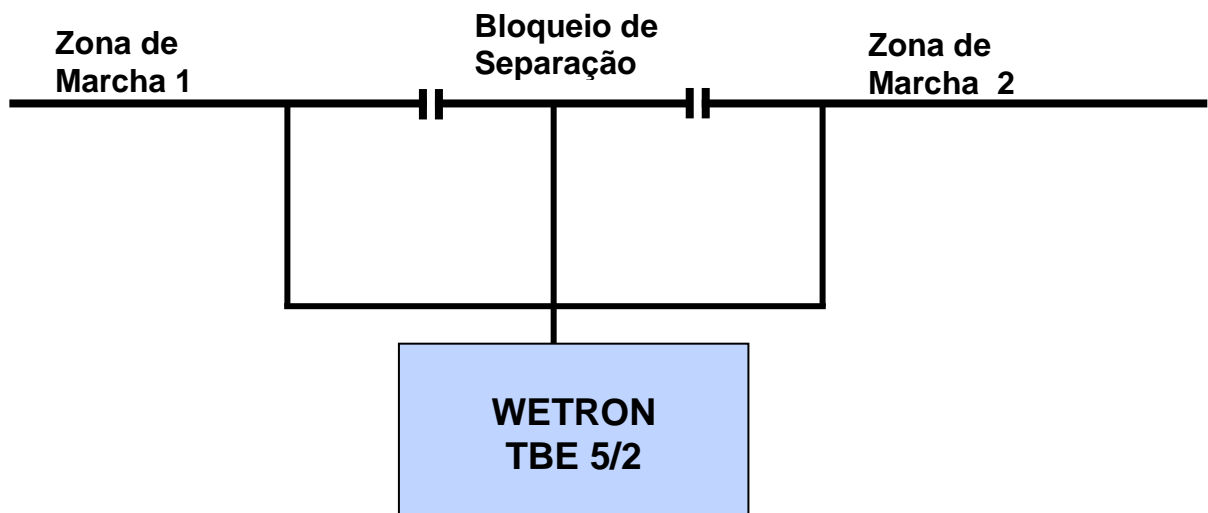 Zona de
Marcha 1
Bloqueio de
Separação
Zona de
Marcha 2
WETRON
TBE 5/2